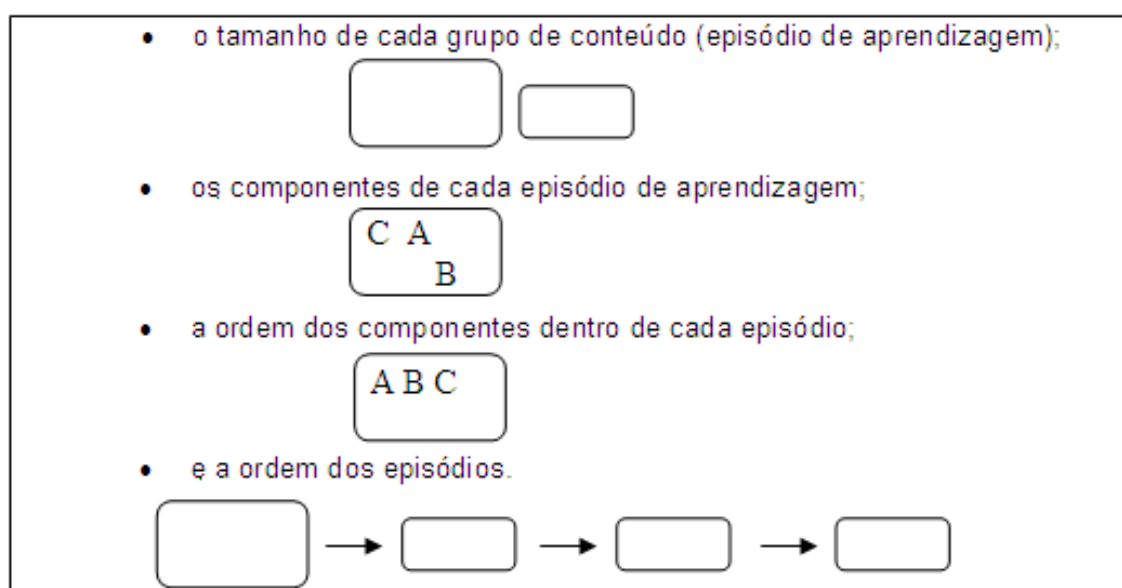 • o tamanho de cada grupo de conteúdo (episódio de aprendizagem);
• os componentes de cada episódio de aprendizagem;
C A
B
• a ordem dos componentes dentro de cada episódio;
A B C
• e a ordem dos episódios.